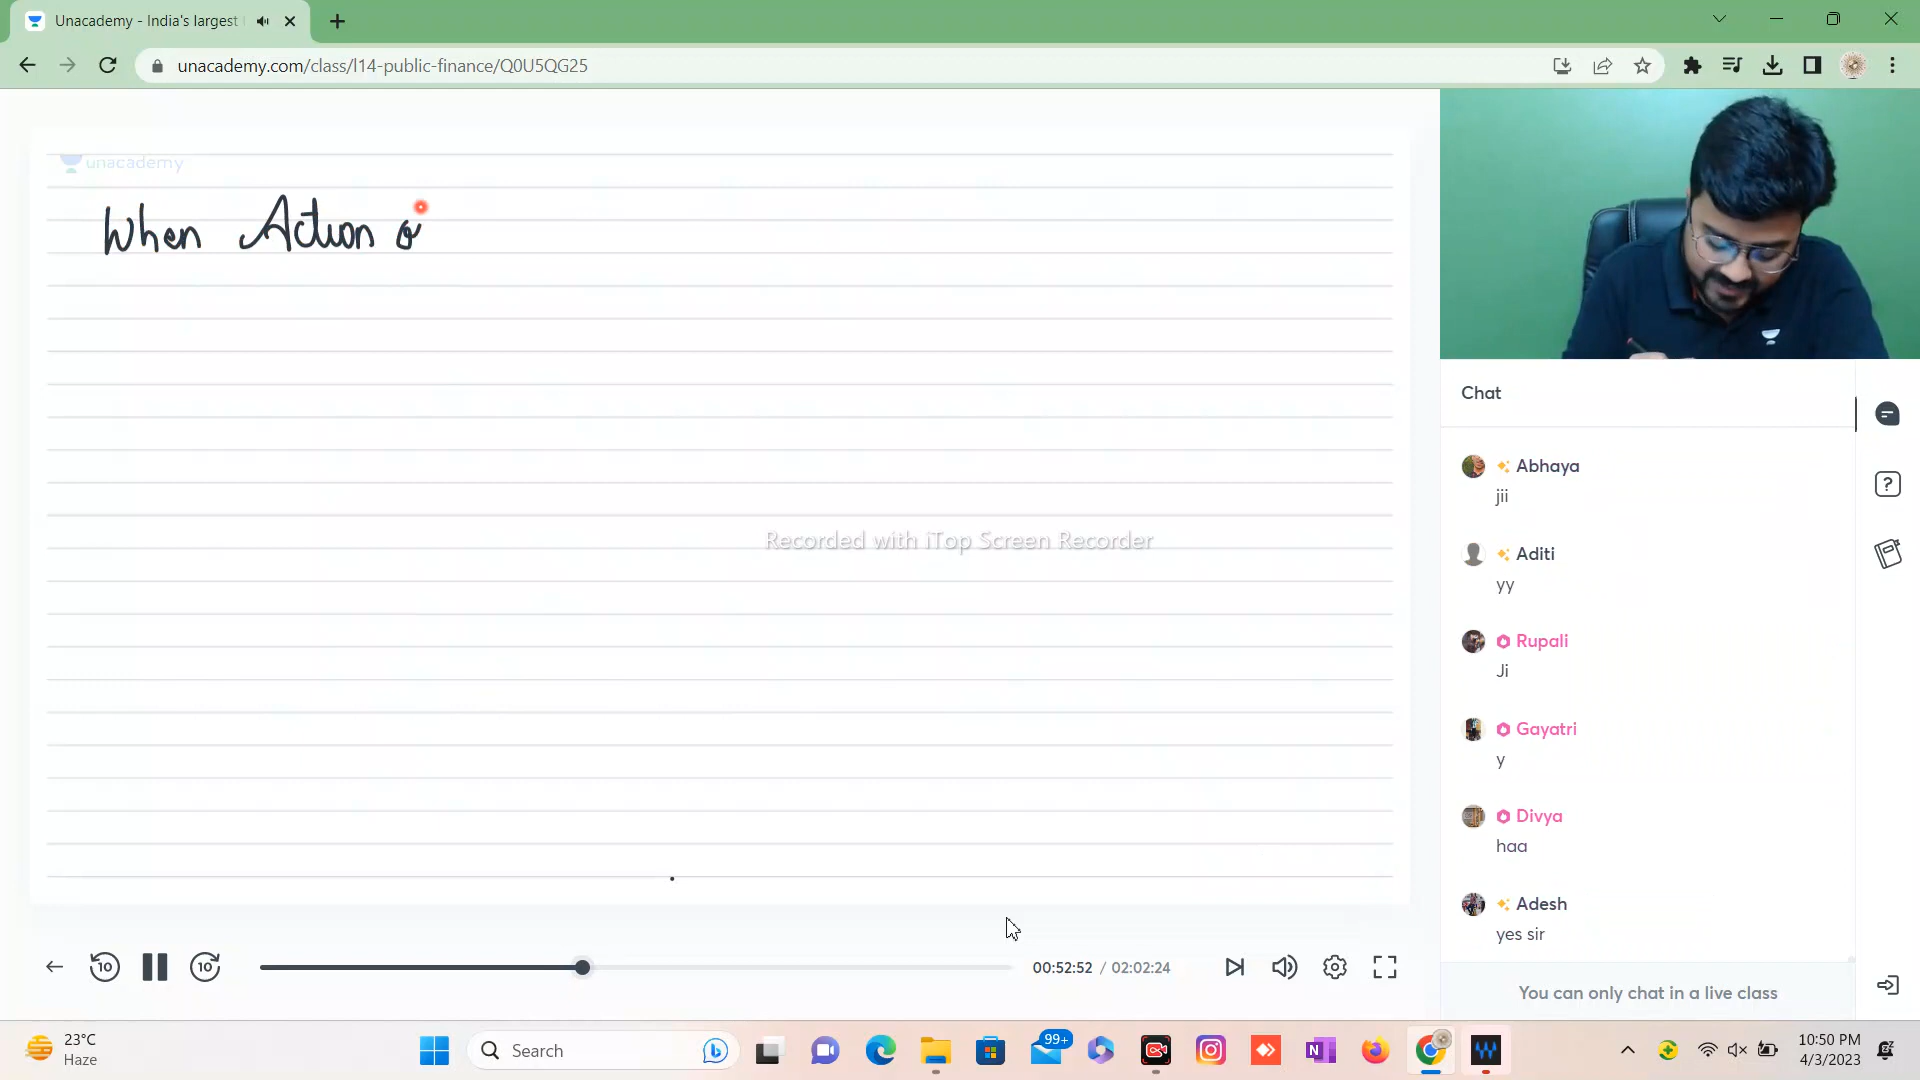 Unacademy - India's largest
unacademy.com/class/l14-public-finance/Q0U5QG25
unacademy
When Action o
Recorded with iTop Screen Recorder
Chat
Abhaya
jii
Aditi
yy
Rupali
Ji
Gayatri
y
Divya
haa
Adesh
yes sir
You can only chat in a live class
10
10
00:52:52 / 02:02:24
23°C
Haze
Search
99+
N
10:50 PM
4/3/2023